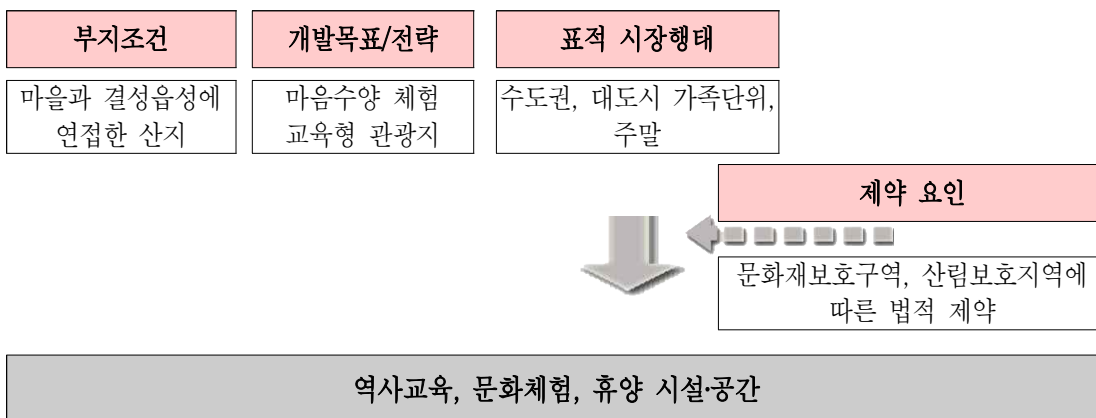 부지조건
개발목표/전략
표적 시장행태
마을과 결성읍성에
연접한 산지
마음수양 체험
교육형 관광지
수도권, 대도시 가족단위,
주말
제약 요인
문화재보호구역, 산림보호지역에
따른 법적 제약
역사교육, 문화체험, 휴양 시설·공간